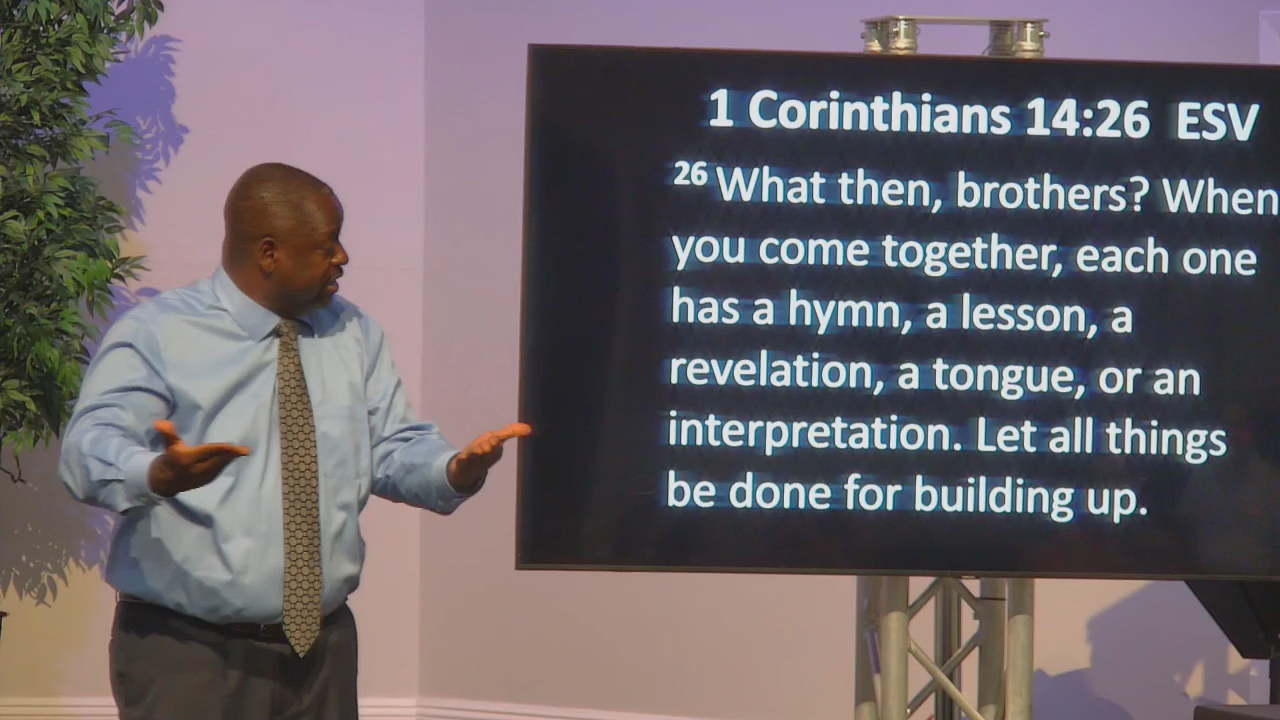 1 Corinthians 14:26 ESV
26 What then, brothers? When
you come together, each one
has a hymn, a lesson, a
revelation, a tongue, or an
interpretation. Let all things
be done for building up.